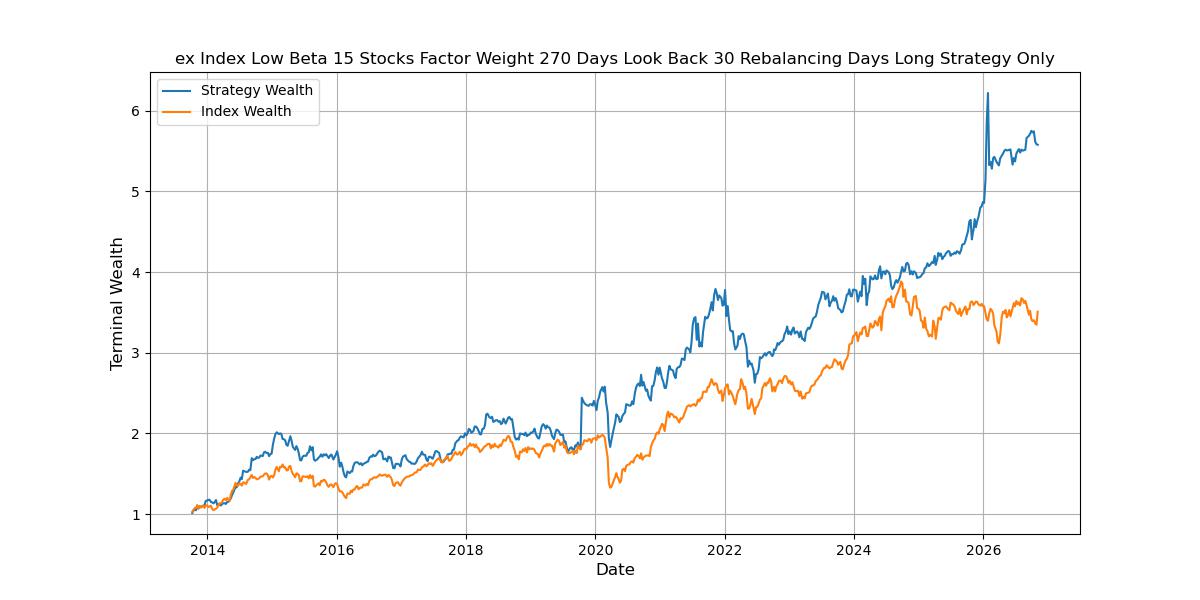 ex Index Low Beta 15 Stocks Factor Weight 270 Days Look Back 30 Rebalancing Days Long Strategy Only
Strategy Wealth
Index Wealth
Terminal Wealth
6
5
4
3
2
1
2014 2016 2018 2020 2022 2024 2026
Date